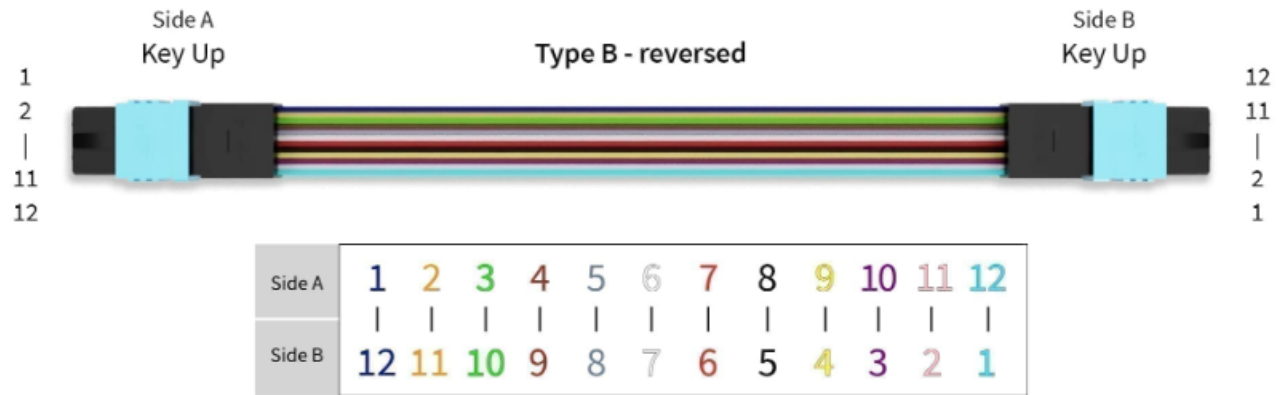 Side A Side B
Key Up Type B - reversed Key Up
1 12
2 11
| |
11 2
12 1
Side A 1 2 3 4 5 6 7 8 9 10 11 12
| | | | | | | | | | | |
Side B 12 11 10 9 8 7 6 5 4 3 2 1